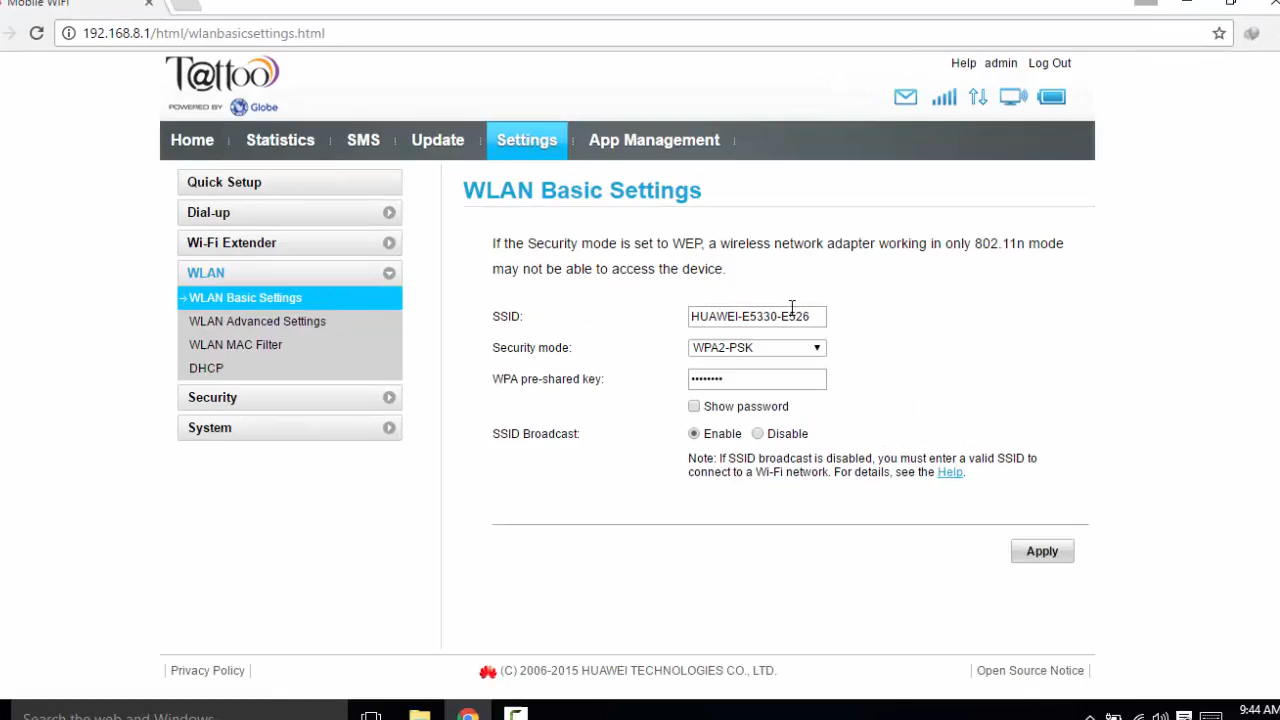 Mobile WiFi
192.168.8.1/html/wlanbasicsettings.html
T@ttoo
POWERED BY Globe
Help admin Log Out
Home Statistics SMS Update Settings App Management
Quick Setup
Dial-up
Wi-Fi Extender
WLAN
WLAN Basic Settings
WLAN Advanced Settings
WLAN MAC Filter
DHCP
Security
System
WLAN Basic Settings
If the Security mode is set to WEP, a wireless network adapter working in only 802.11n mode
may not be able to access the device.
SSID: HUAWEI-E5330-E526
Security mode: WPA2-PSK
WPA pre-shared key: ••••••••
Show password
SSID Broadcast: Enable Disable
Note: If SSID broadcast is disabled, you must enter a valid SSID to
connect to a Wi-Fi network. For details, see the Help.
Apply
Privacy Policy (C) 2006-2015 HUAWEI TECHNOLOGIES CO., LTD. Open Source Notice
Search the web and Windows
9:44 AM